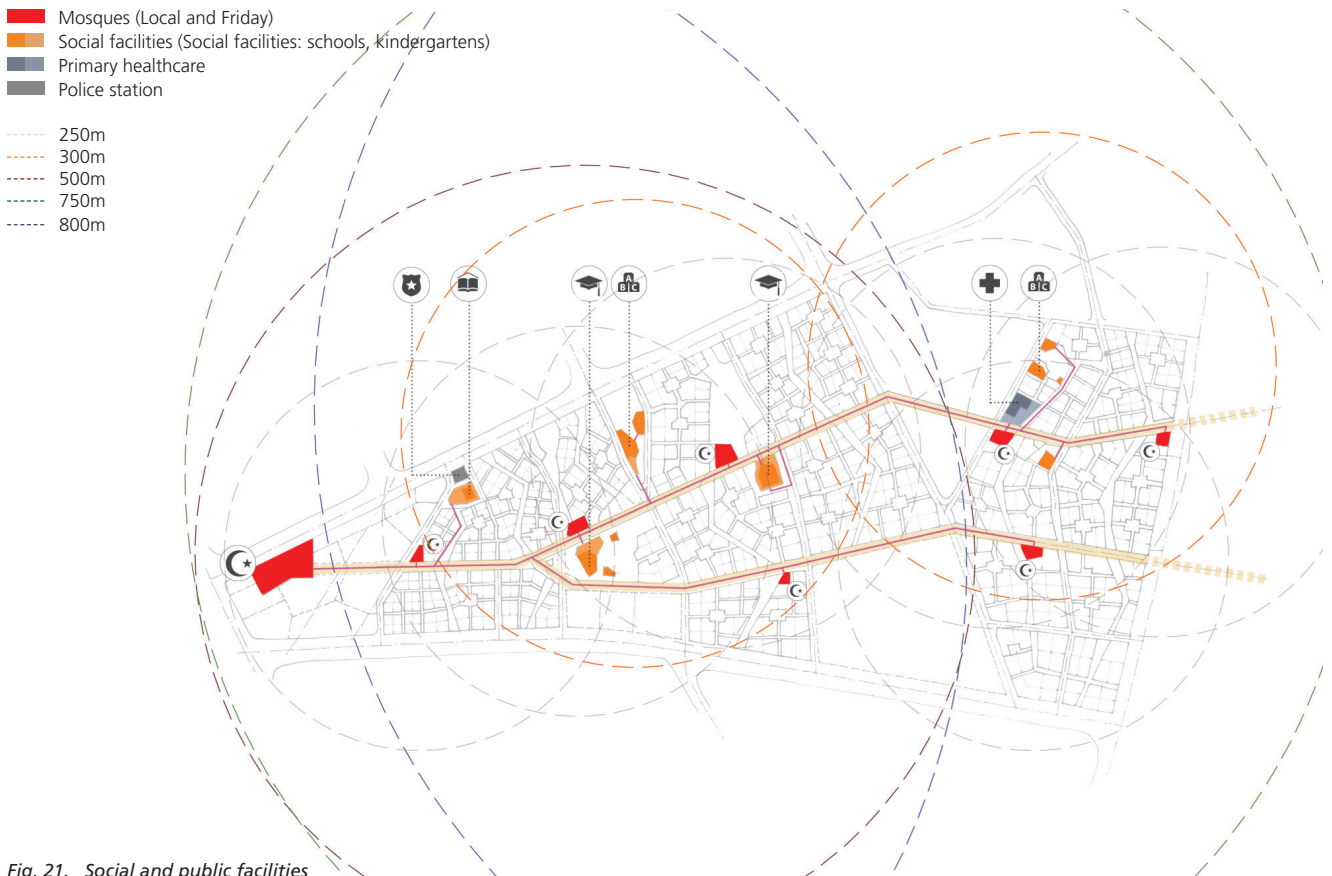 Mosques (Local and Friday)
Social facilities (Social facilities: schools, kindergartens)
Primary healthcare
Police station
250m
300m
500m
750m
800m
A
B C
A
B C
Fig. 21. Social and public facilities